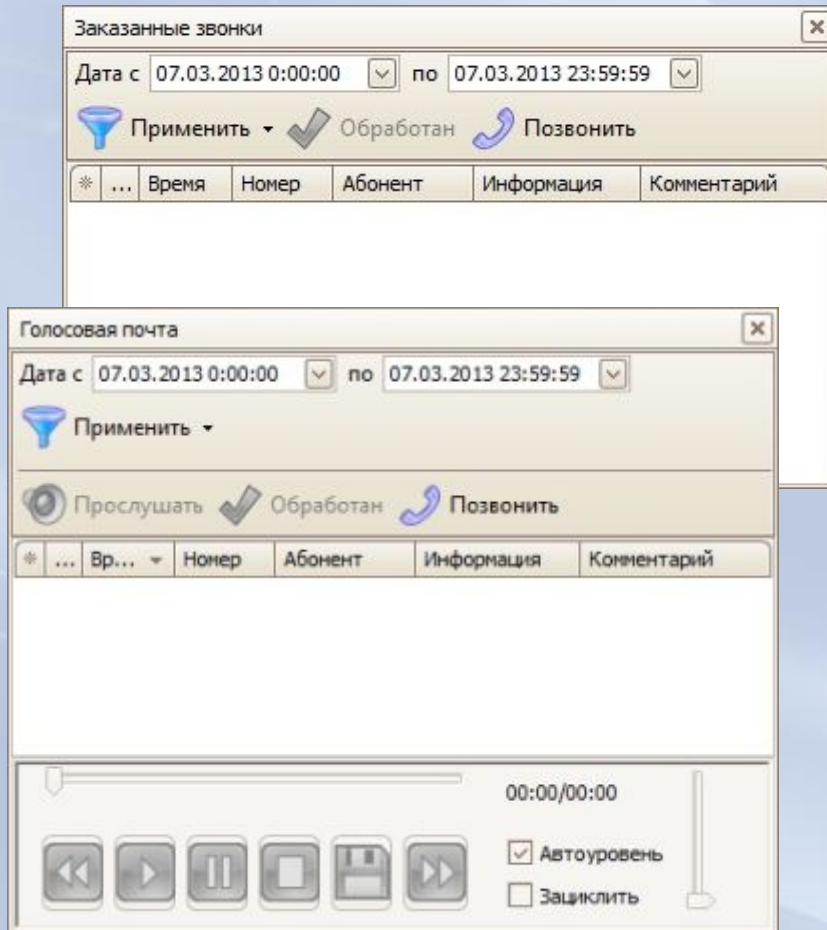 Заказанные звонки
Дата с 07.03.2013 0:00:00 по 07.03.2013 23:59:59
Применить Обработан Позвонить
... Время Номер Абонент Информация Комментарий
Голосовая почта
Дата с 07.03.2013 0:00:00 по 07.03.2013 23:59:59
Применить
Прослушать Обработан Позвонить
... Вр... Номер Абонент Информация Комментарий
00:00/00:00
Автоуровень
Зациклить